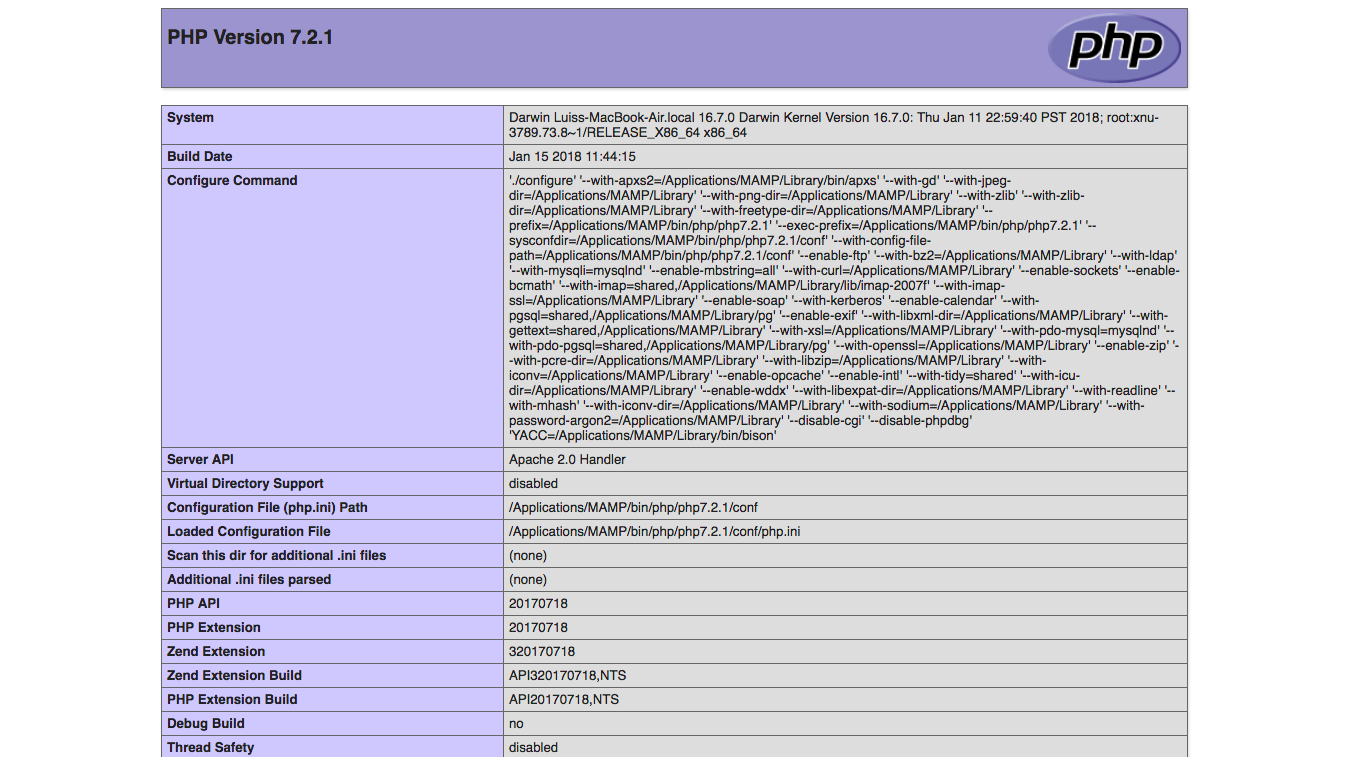 PHP Version 7.2.1
php
System
Darwin Luiss-MacBook-Air.local 16.7.0 Darwin Kernel Version 16.7.0: Thu Jan 11 22:59:40 PST 2018; root:xnu-
3789.73.8~1/RELEASE_X86_64 x86_64
Build Date
Jan 15 2018 11:44:15
Configure Command
'./configure' '--with-apxs2=/Applications/MAMP/Library/bin/apxs' '--with-gd' '--with-jpeg-
dir=/Applications/MAMP/Library' '--with-png-dir=/Applications/MAMP/Library' '--with-zlib' '--with-zlib-
dir=/Applications/MAMP/Library' '--with-freetype-dir=/Applications/MAMP/Library' '--
prefix=/Applications/MAMP/bin/php/php7.2.1' '--exec-prefix=/Applications/MAMP/bin/php/php7.2.1' '--
sysconfdir=/Applications/MAMP/bin/php/php7.2.1/conf' '--with-config-file-
path=/Applications/MAMP/bin/php/php7.2.1/conf' '--enable-ftp' '--with-bz2=/Applications/MAMP/Library' '--with-ldap'
'--with-mysqli=mysqlnd' '--enable-mbstring=all' '--with-curl=/Applications/MAMP/Library' '--enable-sockets' '--enable-
bcmath' '--with-imap=shared,/Applications/MAMP/Library/lib/imap-2007f' '--with-imap-
ssl=/Applications/MAMP/Library' '--enable-soap' '--with-kerberos' '--enable-calendar' '--with-
pgsql=shared,/Applications/MAMP/Library/pg' '--enable-exif' '--with-libxml-dir=/Applications/MAMP/Library' '--with-
gettext=shared,/Applications/MAMP/Library' '--with-xsl=/Applications/MAMP/Library' '--with-pdo-mysql=mysqlnd' '--
with-pdo-pgsql=shared,/Applications/MAMP/Library/pg' '--with-openssl=/Applications/MAMP/Library' '--enable-zip' '-
-with-pcre-dir=/Applications/MAMP/Library' '--with-libzip=/Applications/MAMP/Library' '--with-
iconv=/Applications/MAMP/Library' '--enable-opcache' '--enable-intl' '--with-tidy=shared' '--with-icu-
dir=/Applications/MAMP/Library' '--enable-wddx' '--with-libexpat-dir=/Applications/MAMP/Library' '--with-readline' '--
with-mhash' '--with-iconv-dir=/Applications/MAMP/Library' '--with-sodium=/Applications/MAMP/Library' '--with-
password-argon2=/Applications/MAMP/Library' '--disable-cgi' '--disable-phpdbg'
'YACC=/Applications/MAMP/Library/bin/bison'
Server API
Apache 2.0 Handler
Virtual Directory Support
disabled
Configuration File (php.ini) Path
/Applications/MAMP/bin/php/php7.2.1/conf
Loaded Configuration File
/Applications/MAMP/bin/php/php7.2.1/conf/php.ini
Scan this dir for additional .ini files
(none)
Additional .ini files parsed
(none)
PHP API
20170718
PHP Extension
20170718
Zend Extension
320170718
Zend Extension Build
API320170718,NTS
PHP Extension Build
API20170718,NTS
Debug Build
no
Thread Safety
disabled